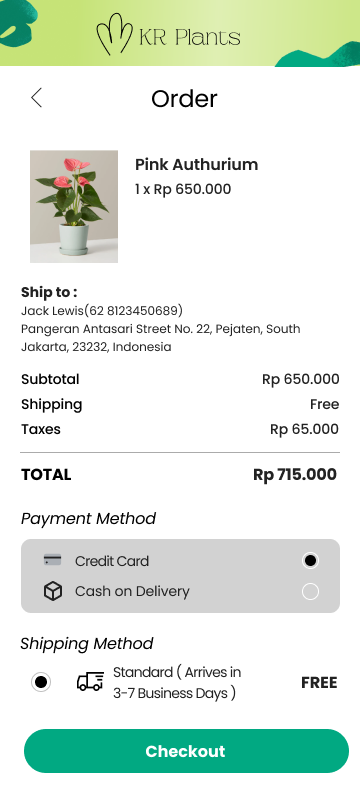 KR Plants
Order
Pink Authurium
1 x Rp 650.000
Ship to :
Jack Lewis(62 8123450689)
Pangeran Antasari Street No. 22, Pejaten, South
Jakarta, 23232, Indonesia
Subtotal Rp 650.000
Shipping Free
Taxes Rp 65.000
TOTAL Rp 715.000
Payment Method
Credit Card
Cash on Delivery
Shipping Method
Standard ( Arrives in
3-7 Business Days ) FREE
Checkout